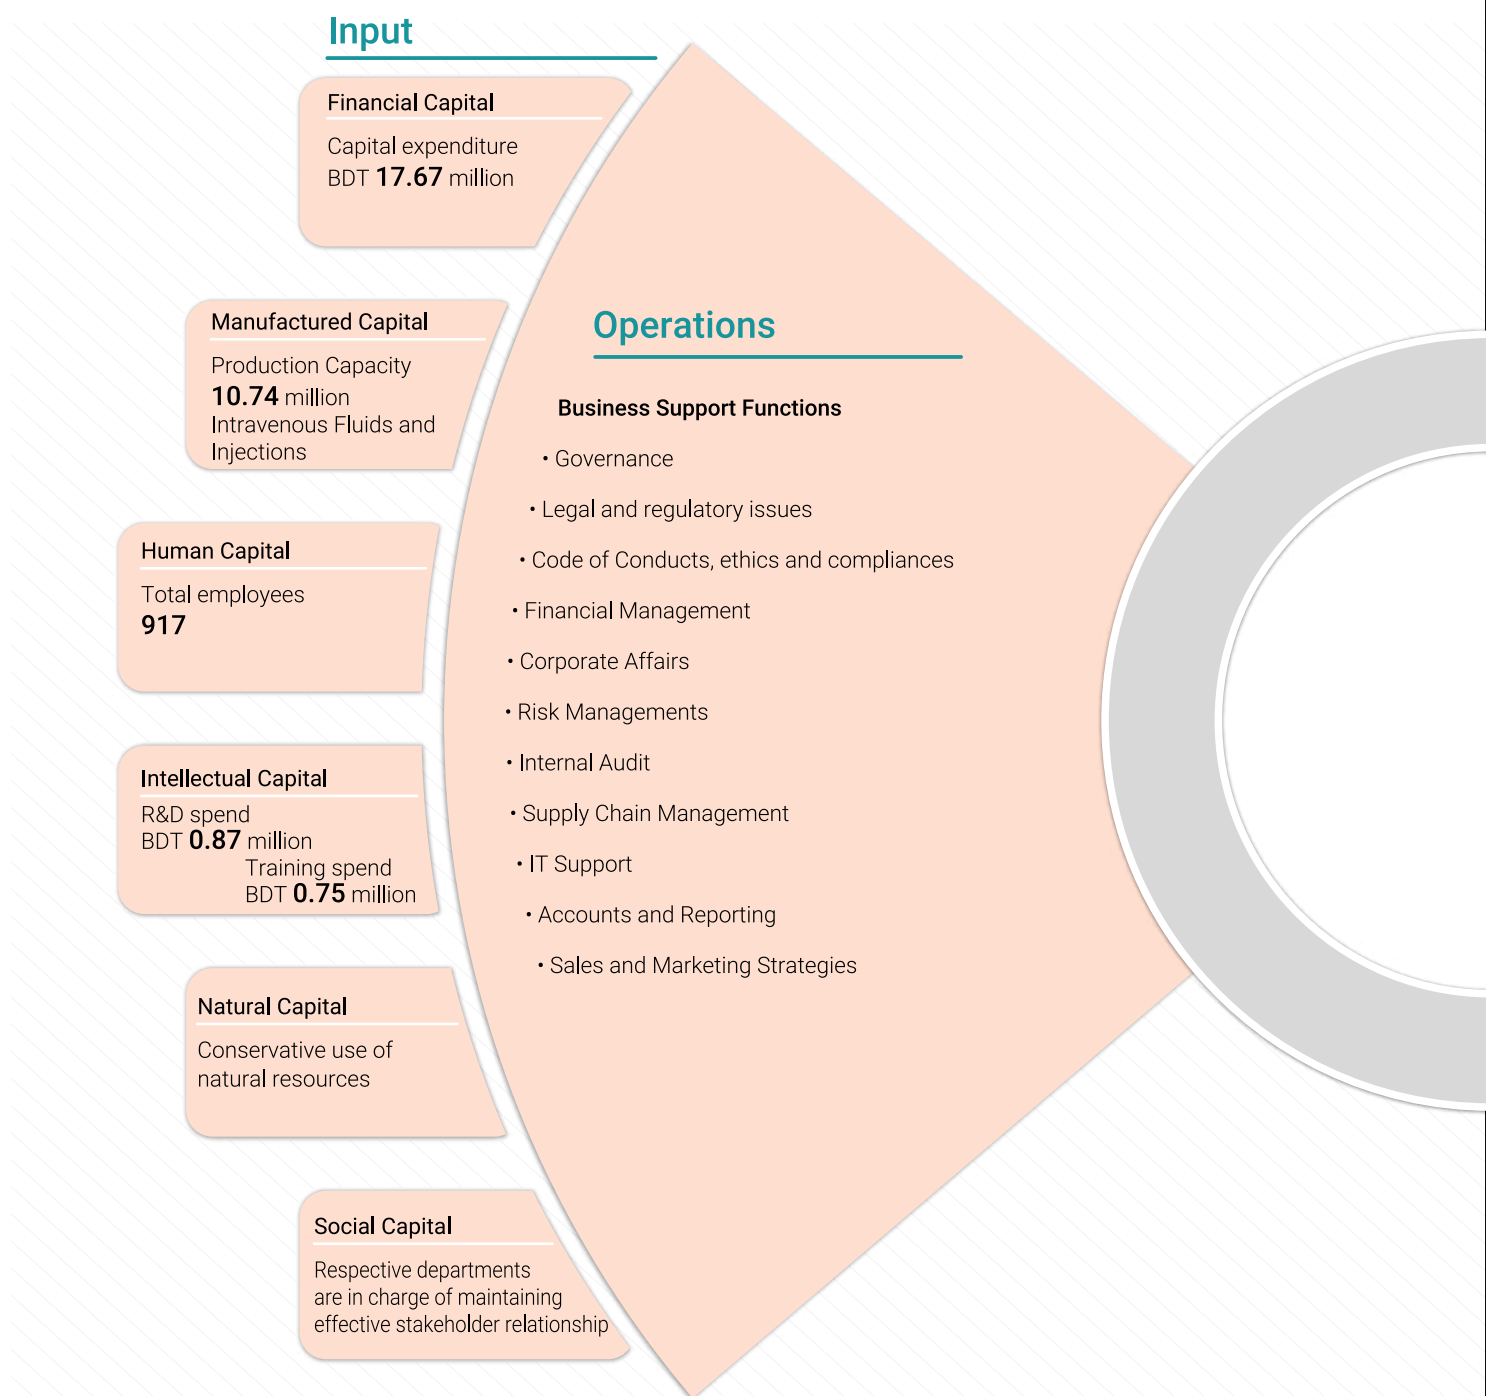 Input
Financial Capital
Capital expenditure
BDT 17.67 million
Manufactured Capital
Production Capacity
10.74 million
Intravenous Fluids and
Injections
Human Capital
Total employees
917
Intellectual Capital
R&D spend
BDT 0.87 million
Training spend
BDT 0.75 million
Natural Capital
Conservative use of
natural resources
Social Capital
Respective departments
are in charge of maintaining
effective stakeholder relationship
Operations
Business Support Functions
• Governance
• Legal and regulatory issues
• Code of Conducts, ethics and compliances
• Financial Management
• Corporate Affairs
• Risk Managements
• Internal Audit
• Supply Chain Management
• IT Support
• Accounts and Reporting
• Sales and Marketing Strategies